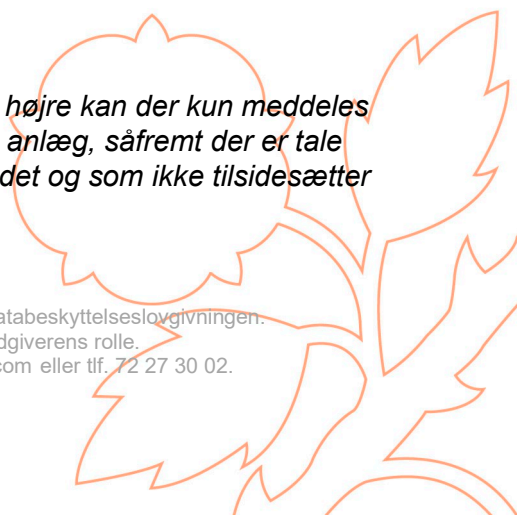 højre kan der kun meddeles
anlæg, såfremt der er tale
det og som ikke tilsidesætter
atabeskyttelseslovgivningen.
dgiverens rolle.
com eller tlf. 72 27 30 02.